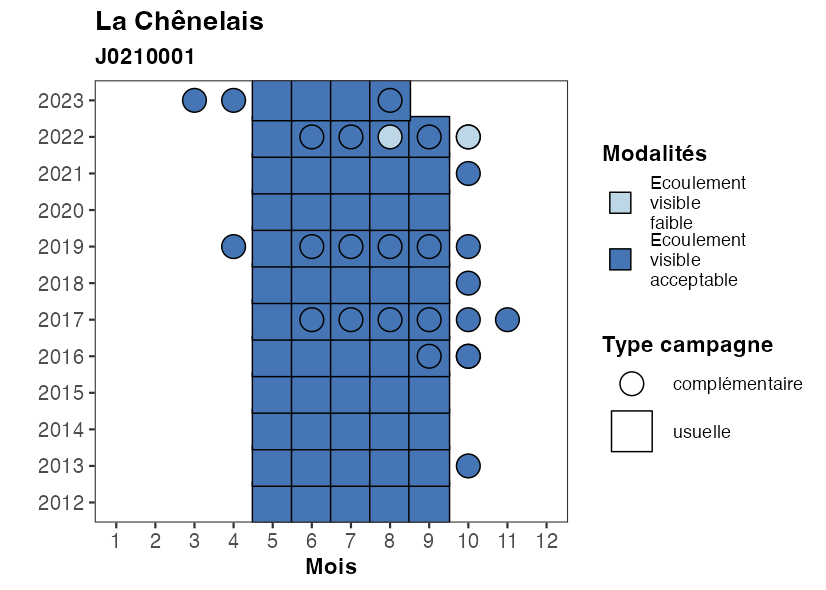 La Chênelais
J0210001
2023
2022
2021
2020
2019
2018
2017
2016
2015
2014
2013
2012
1 2 3 4 5 6 7 8 9 10 11 12
Mois
Modalités
Ecoulement
visible
faible
Ecoulement
visible
acceptable
Type campagne
complémentaire
usuelle